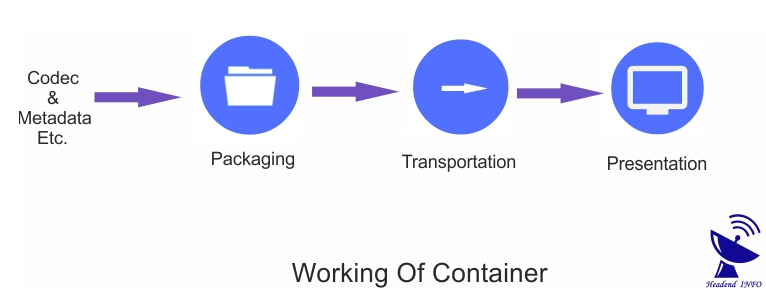 Codec
&
Metadata
Etc.
Packaging
Transportation
Presentation
Working Of Container
Headend INFO